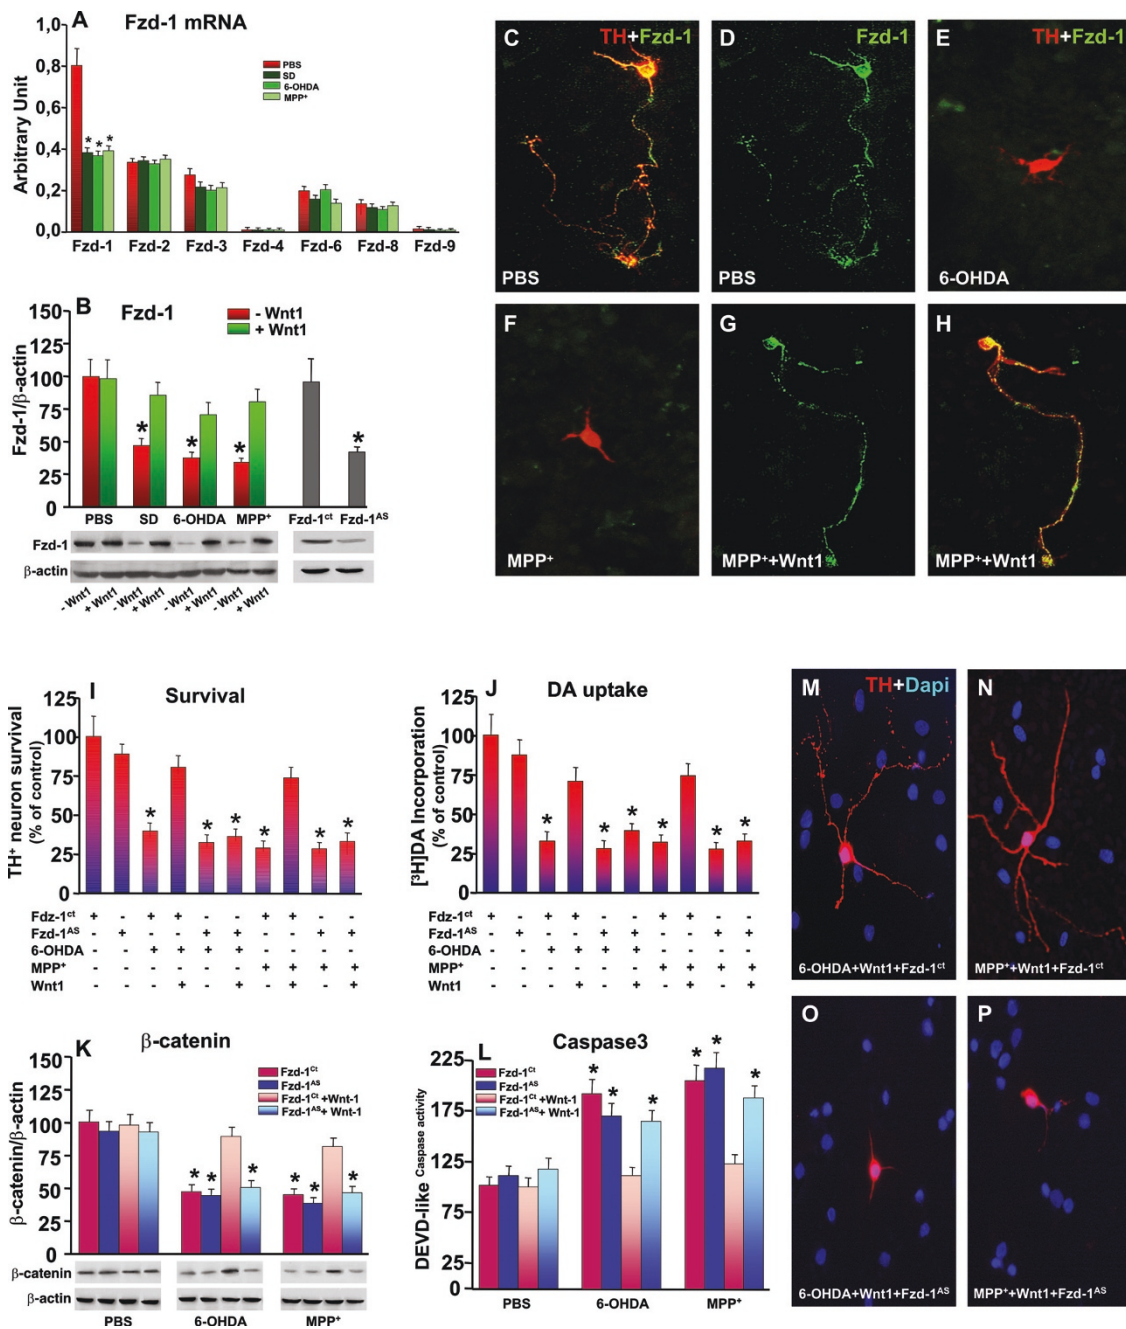 A Fzd-1 mRNA
Arbitrary Unit
1,0
0,8
0,6
0,4
0,2
0,0
PBS
SD
6-OHDA
MPP⁺
* * *
Fzd-1 Fzd-2 Fzd-3 Fzd-4 Fzd-6 Fzd-8 Fzd-9
B Fzd-1
- Wnt1
+ Wnt1
Fzd-1/β-actin
150
125
100
75
50
25
0
* * * *
PBS SD 6-OHDA MPP⁺ Fzd-1ᶜᵗ Fzd-1ᴬˢ
Fzd-1
β-actin
- Wnt1 + Wnt1 - Wnt1 + Wnt1 - Wnt1 + Wnt1 - Wnt1 + Wnt1
C TH+Fzd-1
PBS
D Fzd-1
PBS
E TH+Fzd-1
6-OHDA
F
MPP⁺
G
MPP⁺+Wnt1
H
MPP⁺+Wnt1
I Survival
TH⁺ neuron survival
(% of control)
125
100
75
50
25
0
* * * * * *
Fdz-1ᶜᵗ + - + + - - + + - -
Fzd-1ᴬˢ - + - - + + - - + +
6-OHDA - - + + + + - - - -
MPP⁺ - - - - - - + + + +
Wnt1 - - - + - + - + - +
J DA uptake
[³H]DA Incorporation
(% of control)
125
100
75
50
25
0
* * * * * *
Fdz-1ᶜᵗ + - + + - - + + - -
Fzd-1ᴬˢ - + - - + + - - + +
6-OHDA - - + + + + - - - -
MPP⁺ - - - - - - + + + +
Wnt1 - - - + - + - + - +
K β-catenin
Fzd-1ᶜᵗ
Fzd-1ᴬˢ
Fzd-1ᶜᵗ +Wnt-1
Fzd-1ᴬˢ+ Wnt-1
β-catenin/β-actin
150
125
100
75
50
25
0
* * * * * *
β-catenin
β-actin
PBS 6-OHDA MPP⁺
L Caspase3
Fzd-1ᶜᵗ
Fzd-1ᴬˢ
Fzd-1ᶜᵗ +Wnt-1
Fzd-1ᴬˢ+ Wnt-1
DEVD-like Caspase activity
225
175
125
75
25
0
* * * * * *
PBS 6-OHDA MPP⁺
M TH+Dapi
6-OHDA+Wnt1+Fzd-1ᶜᵗ
N
MPP⁺+Wnt1+Fzd-1ᶜᵗ
O
6-OHDA+Wnt1+Fzd-1ᴬˢ
P
MPP⁺+Wnt1+Fzd-1ᴬˢ